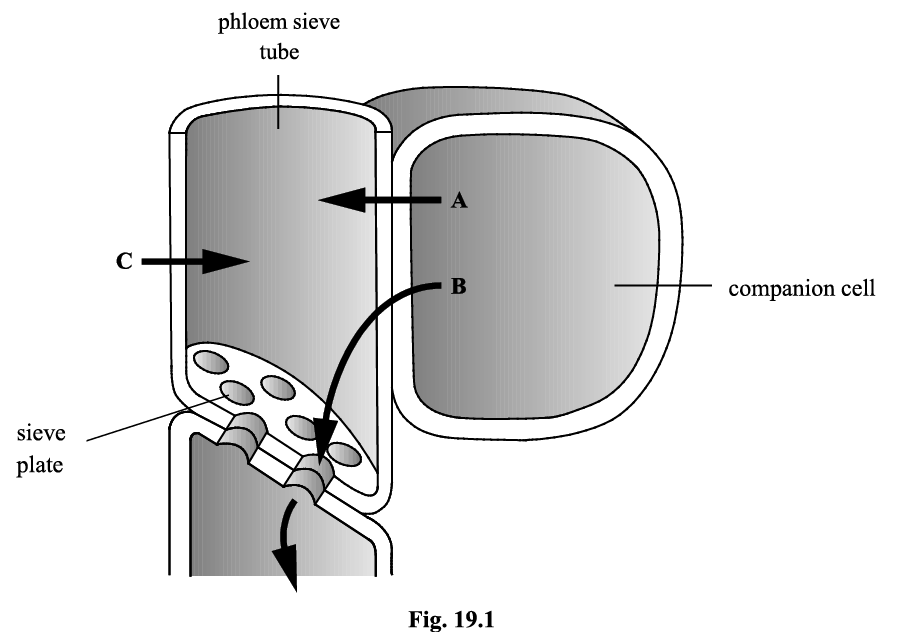 phloem sieve
tube
A
C
B
companion cell
sieve
plate
Fig. 19.1